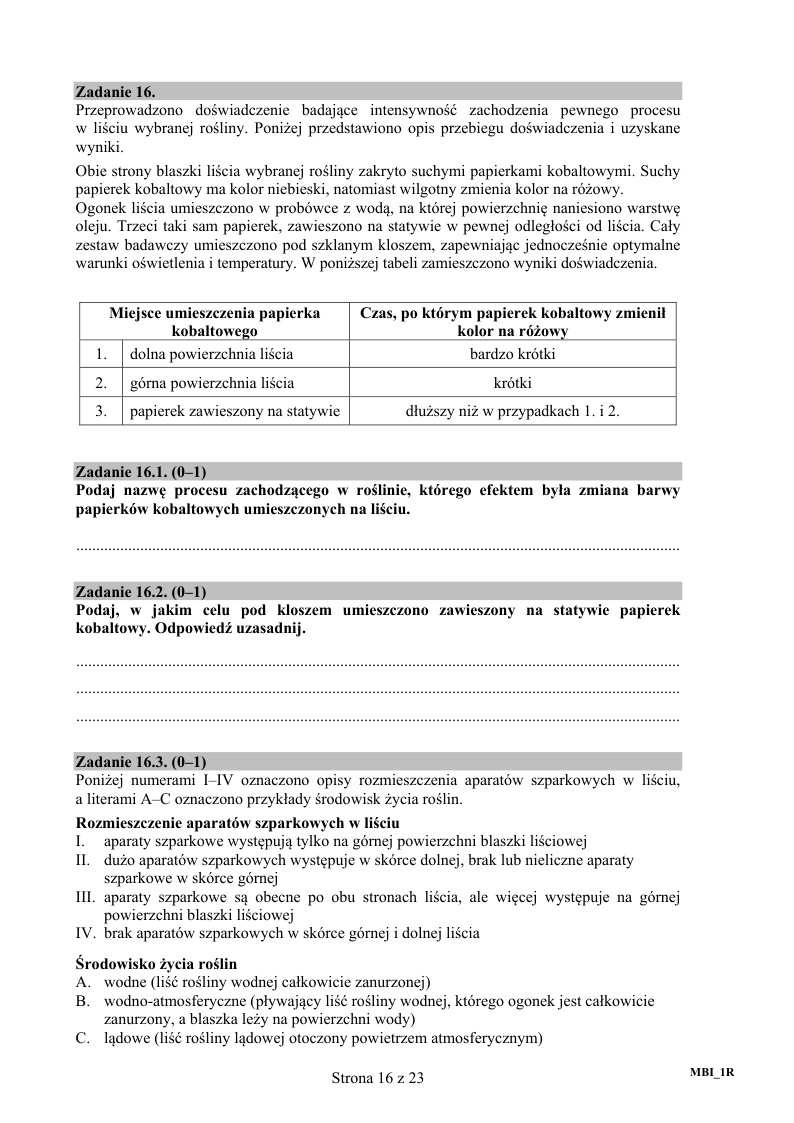 Zadanie 16.
Przeprowadzono doświadczenie badające intensywność zachodzenia pewnego procesu
w liściu wybranej rośliny. Poniżej przedstawiono opis przebiegu doświadczenia i uzyskane
wyniki.
Obie strony blaszki liścia wybranej rośliny zakryto suchymi papierkami kobaltowymi. Suchy
papierek kobaltowy ma kolor niebieski, natomiast wilgotny zmienia kolor na różowy.
Ogonek liścia umieszczono w probówce z wodą, na której powierzchnię naniesiono warstwę
oleju. Trzeci taki sam papierek, zawieszono na statywie w pewnej odległości od liścia. Cały
zestaw badawczy umieszczono pod szklanym kloszem, zapewniając jednocześnie optymalne
warunki oświetlenia i temperatury. W poniższej tabeli zamieszczono wyniki doświadczenia.
Miejsce umieszczenia papierka kobaltowego
Czas, po którym papierek kobaltowy zmienił kolor na różowy
1. dolna powierzchnia liścia bardzo krótki
2. górna powierzchnia liścia krótki
3. papierek zawieszony na statywie dłuższy niż w przypadkach 1. i 2.
Zadanie 16.1. (0–1)
Podaj nazwę procesu zachodzącego w roślinie, którego efektem była zmiana barwy
papierków kobaltowych umieszczonych na liściu.
Zadanie 16.2. (0–1)
Podaj, w jakim celu pod kloszem umieszczono zawieszony na statywie papierek
kobaltowy. Odpowiedź uzasadnij.
Zadanie 16.3. (0–1)
Poniżej numerami I–IV oznaczono opisy rozmieszczenia aparatów szparkowych w liściu,
a literami A–C oznaczono przykłady środowisk życia roślin.
Rozmieszczenie aparatów szparkowych w liściu
I. aparaty szparkowe występują tylko na górnej powierzchni blaszki liściowej
II. dużo aparatów szparkowych występuje w skórce dolnej, brak lub nieliczne aparaty
szparkowe w skórce górnej
III. aparaty szparkowe są obecne po obu stronach liścia, ale więcej występuje na górnej
powierzchni blaszki liściowej
IV. brak aparatów szparkowych w skórce górnej i dolnej liścia
Środowisko życia roślin
A. wodne (liść rośliny wodnej całkowicie zanurzonej)
B. wodno-atmosferyczne (pływający liść rośliny wodnej, którego ogonek jest całkowicie
zanurzony, a blaszka leży na powierzchni wody)
C. lądowe (liść rośliny lądowej otoczony powietrzem atmosferycznym)
Strona 16 z 23
MBI_1R